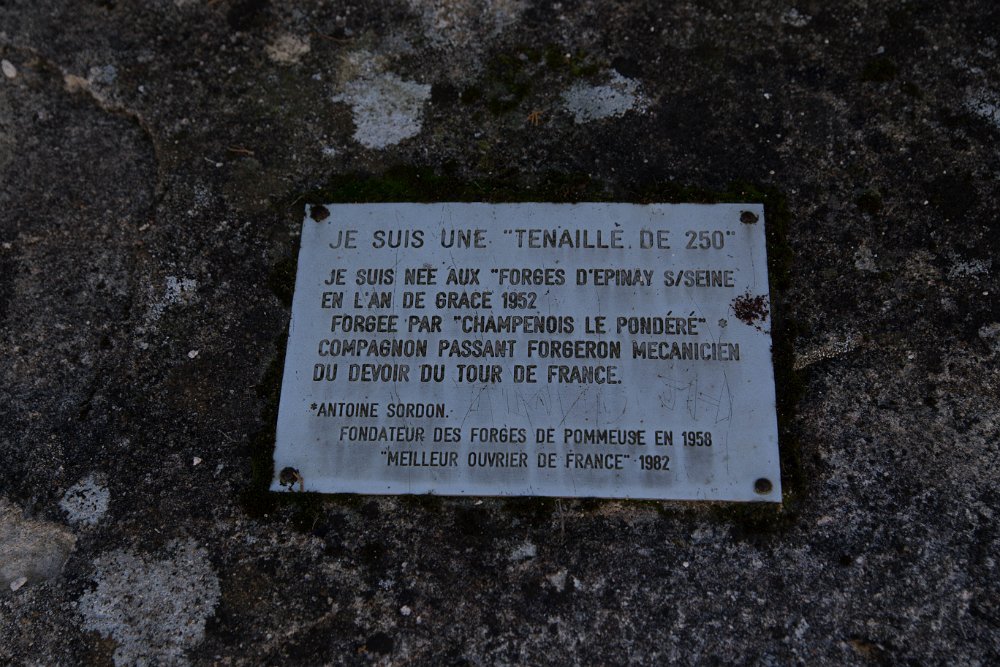 JE SUIS UNE "TENAILLE DE 250"
JE SUIS NEE AUX "FORGES D'EPINAY S/SEINE
EN L'AN DE GRACE 1952
FORGEE PAR "CHAMPENOIS LE PONDÉRÉ"
COMPAGNON PASSANT FORGERON MECANICIEN
DU DEVOIR DU TOUR DE FRANCE.
*ANTOINE SORDON.
FONDATEUR DES FORGES DE POMMEUSE EN 1958
"MEILLEUR OUVRIER DE FRANCE" 1982